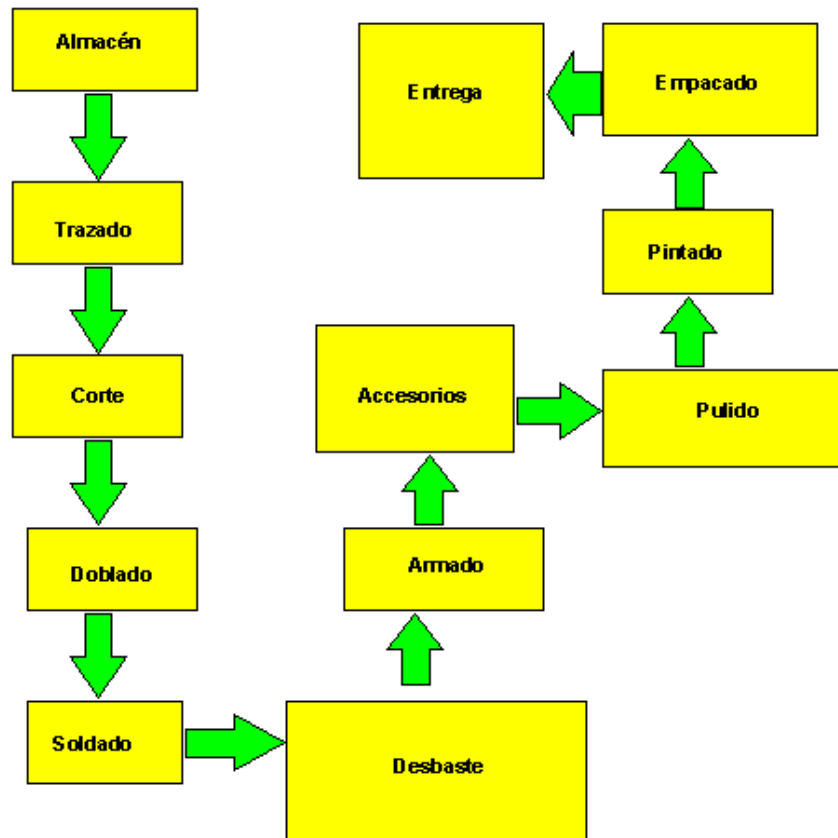 Almacén
Trazado
Corte
Doblado
Soldado
Desbaste
Armado
Accesorios
Pulido
Pintado
Empacado
Entrega